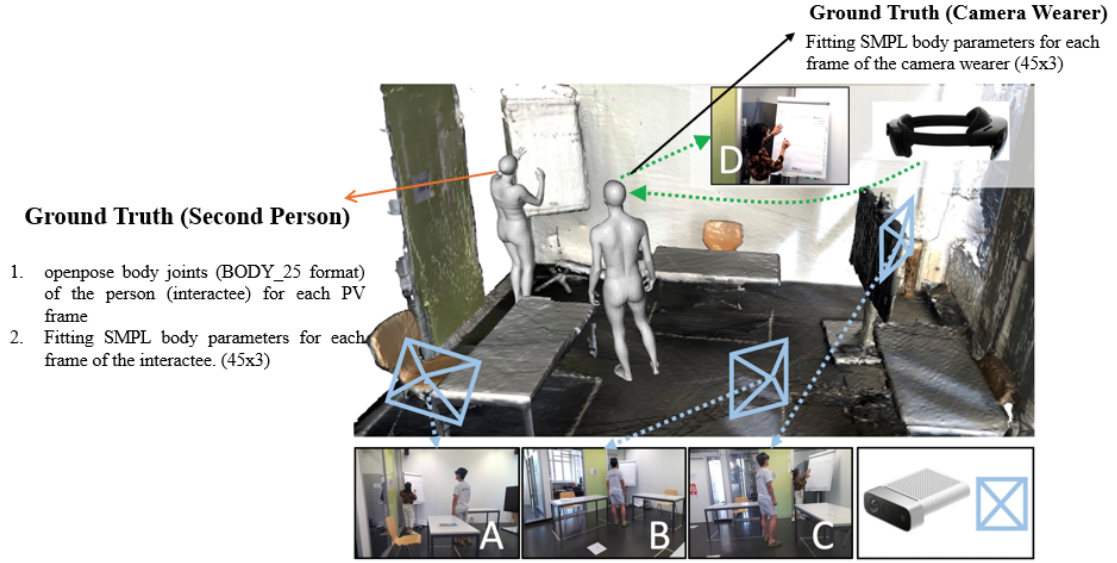 Ground Truth (Camera Wearer)
Fitting SMPL body parameters for each
frame of the camera wearer (45x3)
D
Ground Truth (Second Person)
1. openpose body joints (BODY_25 format)
of the person (interactee) for each PV
frame
2. Fitting SMPL body parameters for each
frame of the interactee. (45x3)
A
B
C